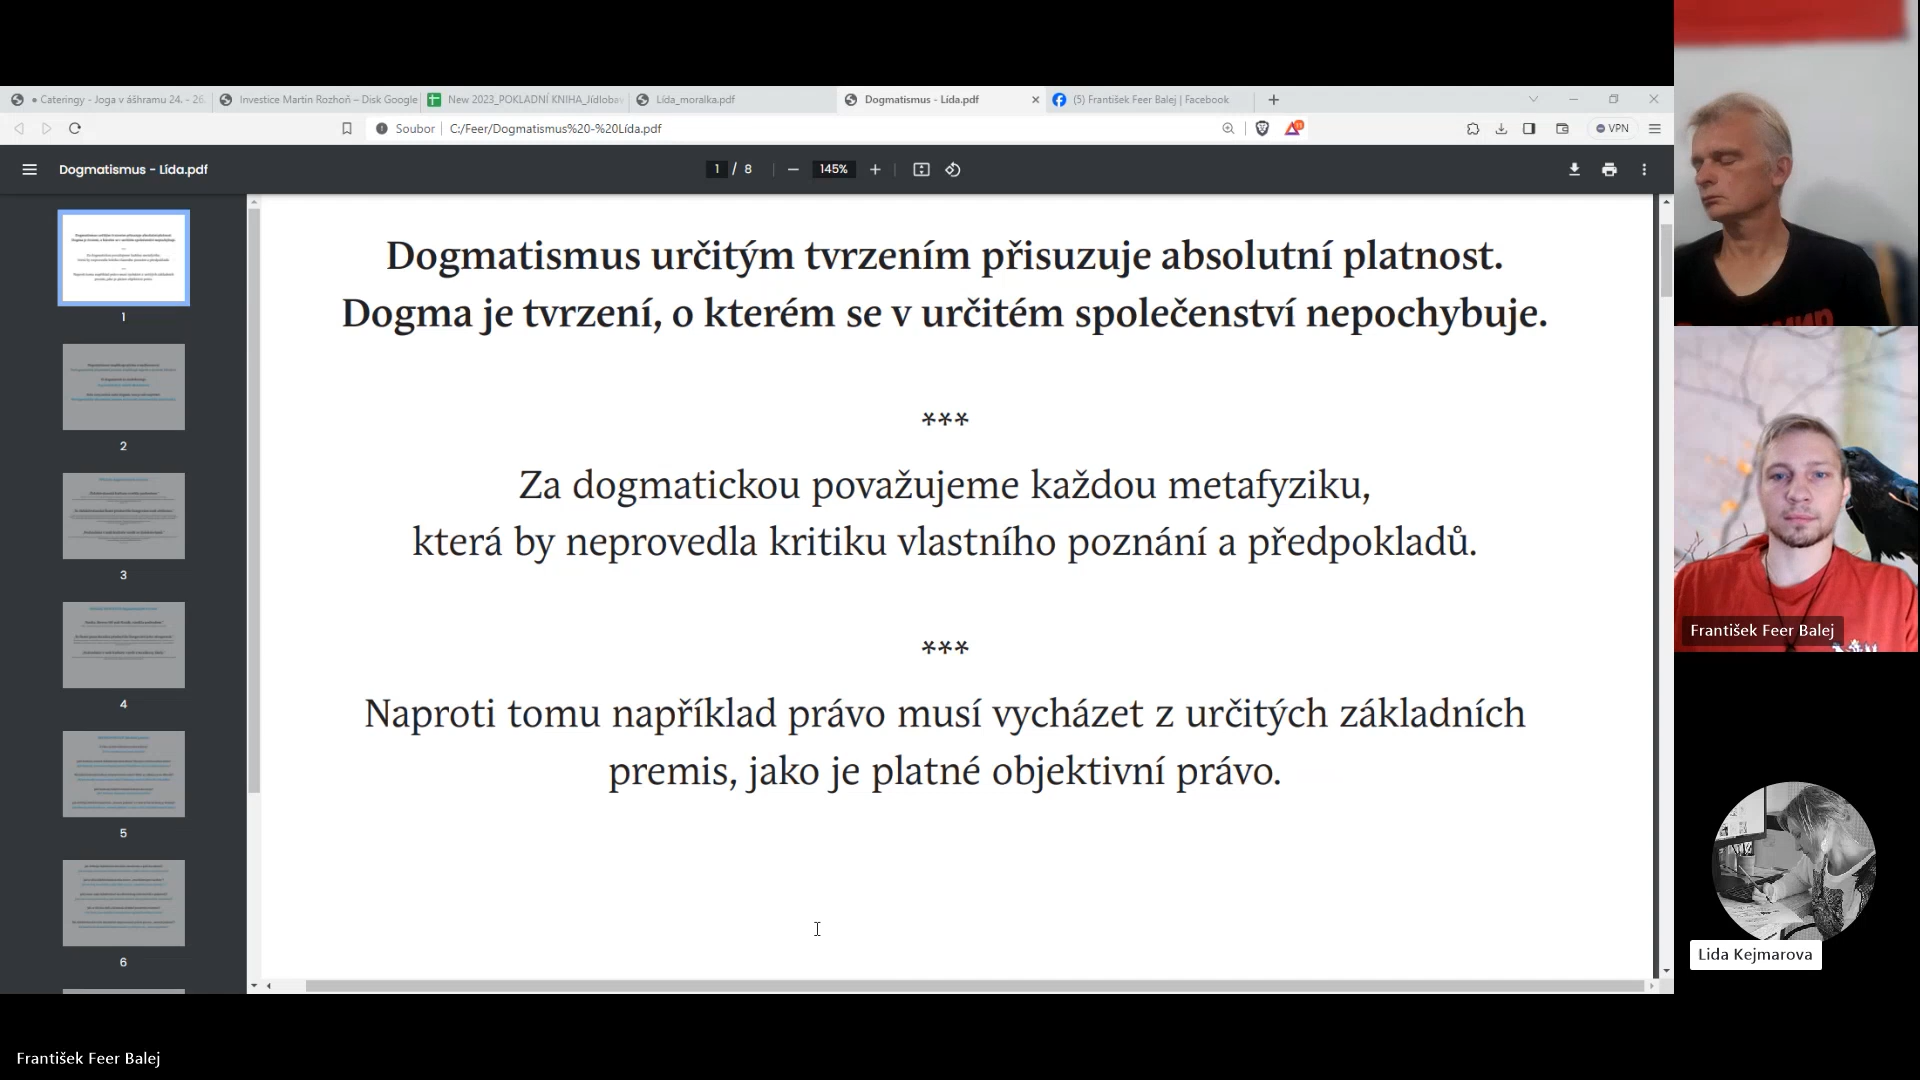 ● Cateringy - Joga v ášhramu 24. - 26.
Investice Martin Rozhoň – Disk Google
New 2023_POKLADNÍ KNIHA_Jídloba
Lída_moralka.pdf
Dogmatismus - Lída.pdf
(5) František Feer Balej | Facebook
Soubor
C:/Feer/Dogmatismus%20-%20Lída.pdf
VPN
Dogmatismus - Lída.pdf
1 / 8
145%
Dogmatismus určitým tvrzením přisuzuje absolutní platnost.
Dogma je tvrzení, o kterém se v určitém společenství nepochybuje.
***
Za dogmatickou považujeme každou metafyziku,
která by neprovedla kritiku vlastního poznání a předpokladů.
***
Naproti tomu například právo musí vycházet z určitých základních
premis, jako je platné objektivní právo.
1
2
3
4
5
6
František Feer Balej
Lida Kejmarova
František Feer Balej